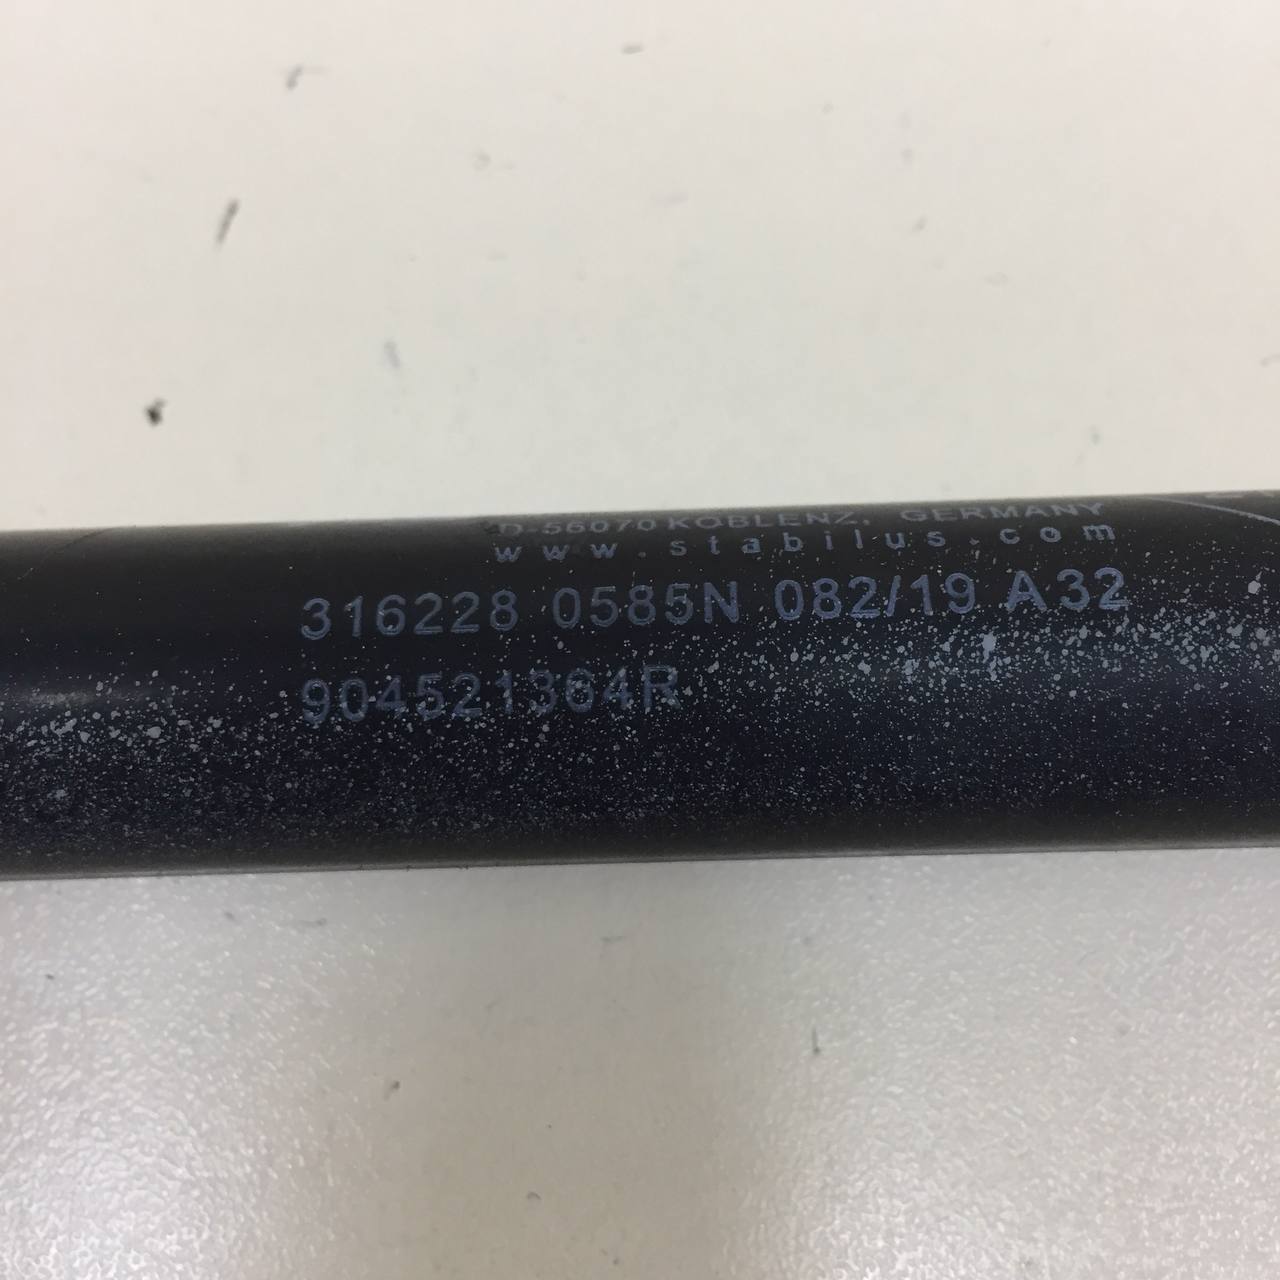 D-56070 KOBLENZ, GERMANY
www.stabilus.com
316228 0585N 082/19 A32
904521364R